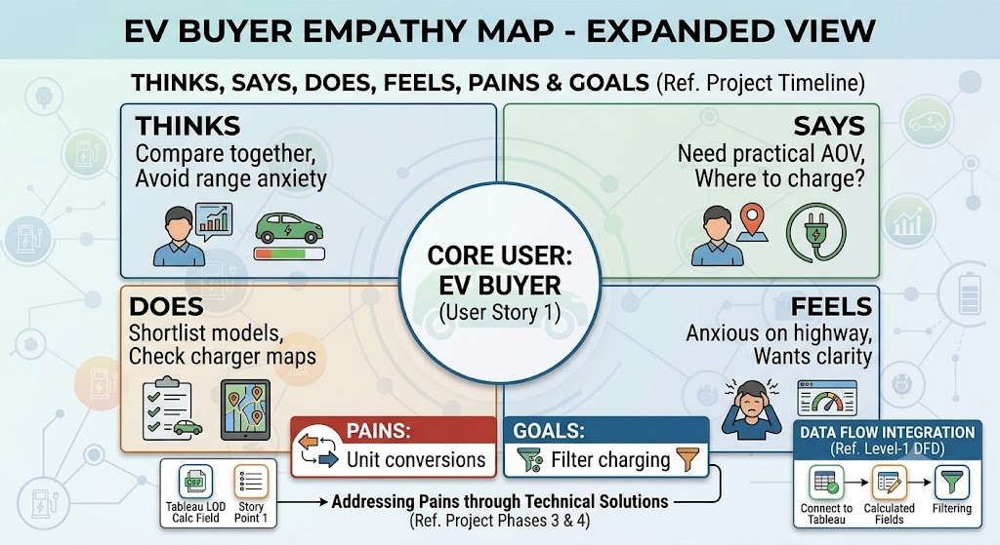 EV BUYER EMPATHY MAP - EXPANDED VIEW
THINKS, SAYS, DOES, FEELS, PAINS & GOALS (Ref. Project Timeline)
THINKS
Compare together,
Avoid range anxiety
SAYS
Need practical AOV,
Where to charge?
CORE USER:
EV BUYER
(User Story 1)
DOES
Shortlist models,
Check charger maps
FEELS
Anxious on highway,
Wants clarity
PAINS:
Unit conversions
GOALS:
Filter charging
DATA FLOW INTEGRATION
(Ref. Level-1 DFD)
Connect to
Tableau
Calculated
Fields
Filtering
CSV
Tableau LOD
Calc Field
Story
Point 1
Addressing Pains through Technical Solutions
(Ref. Project Phases 3 & 4)